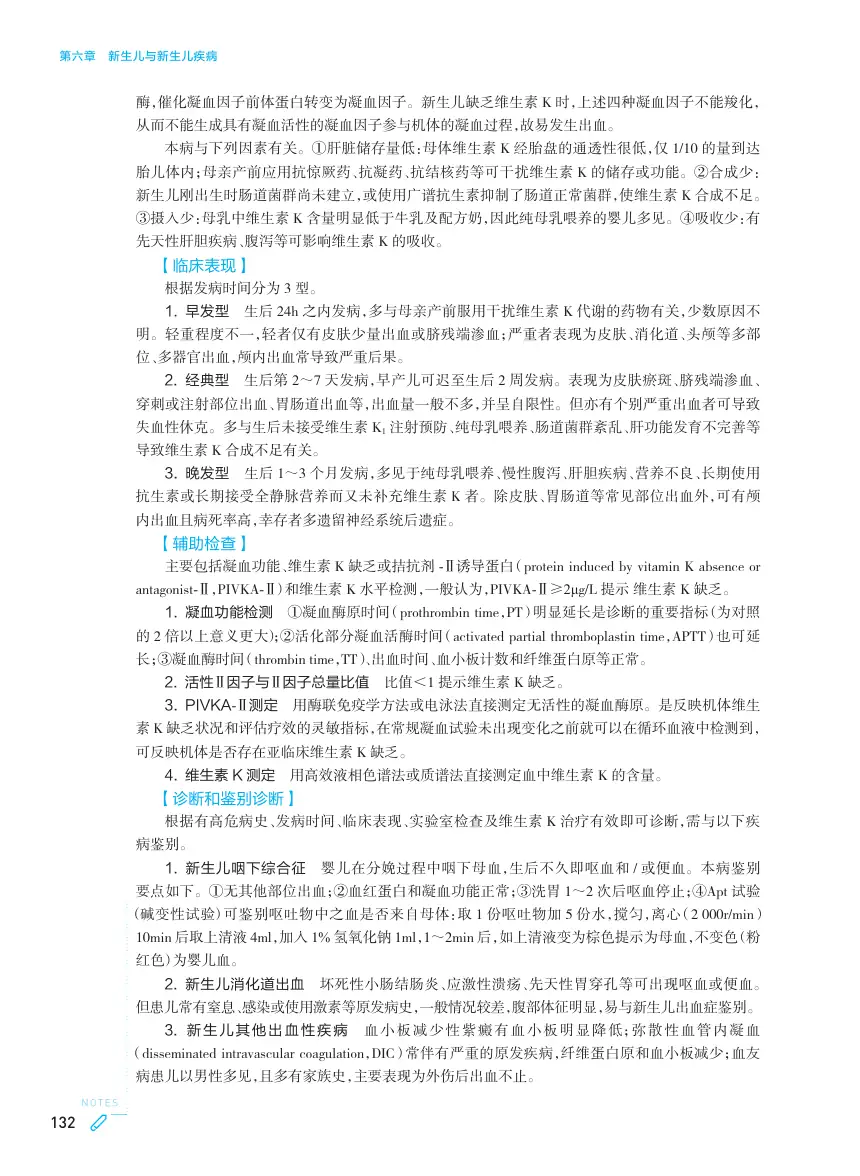 第六章　新生儿与新生儿疾病
酶,催化凝血因子前体蛋白转变为凝血因子。新生儿缺乏维生素 K 时,上述四种凝血因子不能羧化,
从而不能生成具有凝血活性的凝血因子参与机体的凝血过程,故易发生出血。
本病与下列因素有关。①肝脏储存量低:母体维生素 K 经胎盘的通透性很低,仅 1/10 的量到达
胎儿体内;母亲产前应用抗惊厥药、抗凝药、抗结核药等可干扰维生素 K 的储存或功能。②合成少:
新生儿刚出生时肠道菌群尚未建立,或使用广谱抗生素抑制了肠道正常菌群,使维生素 K 合成不足。
③摄入少:母乳中维生素 K 含量明显低于牛乳及配方奶,因此纯母乳喂养的婴儿多见。④吸收少:有
先天性肝胆疾病、腹泻等可影响维生素 K 的吸收。
【临床表现】
根据发病时间分为 3 型。
1. 早发型　生后 24h 之内发病,多与母亲产前服用干扰维生素 K 代谢的药物有关,少数原因不
明。轻重程度不一,轻者仅有皮肤少量出血或脐残端渗血;严重者表现为皮肤、消化道、头颅等多部
位、多器官出血,颅内出血常导致严重后果。
2. 经典型　生后第 2～7 天发病,早产儿可迟至生后 2 周发病。表现为皮肤瘀斑、脐残端渗血、
穿刺或注射部位出血、胃肠道出血等,出血量一般不多,并呈自限性。但亦有个别严重出血者可导致
失血性休克。多与生后未接受维生素 K₁ 注射预防、纯母乳喂养、肠道菌群紊乱、肝功能发育不完善等
导致维生素 K 合成不足有关。
3. 晚发型　生后 1～3 个月发病,多见于纯母乳喂养、慢性腹泻、肝胆疾病、营养不良、长期使用
抗生素或长期接受全静脉营养而又未补充维生素 K 者。除皮肤、胃肠道等常见部位出血外,可有颅
内出血且病死率高,幸存者多遗留神经系统后遗症。
【辅助检查】
主要包括凝血功能、维生素 K 缺乏或拮抗剂 -Ⅱ诱导蛋白(protein induced by vitamin K absence or
antagonist-Ⅱ,PIVKA-Ⅱ)和维生素 K 水平检测,一般认为,PIVKA-Ⅱ≥2μg/L 提示 维生素 K 缺乏。
1. 凝血功能检测　①凝血酶原时间(prothrombin time,PT)明显延长是诊断的重要指标(为对照
的 2 倍以上意义更大);②活化部分凝血活酶时间(activated partial thromboplastin time,APTT)也可延
长;③凝血酶时间(thrombin time,TT)、出血时间、血小板计数和纤维蛋白原等正常。
2. 活性Ⅱ因子与Ⅱ因子总量比值　比值＜1 提示维生素 K 缺乏。
3. PIVKA-Ⅱ测定　用酶联免疫学方法或电泳法直接测定无活性的凝血酶原。是反映机体维生
素 K 缺乏状况和评估疗效的灵敏指标,在常规凝血试验未出现变化之前就可以在循环血液中检测到,
可反映机体是否存在亚临床维生素 K 缺乏。
4. 维生素 K 测定　用高效液相色谱法或质谱法直接测定血中维生素 K 的含量。
【诊断和鉴别诊断】
根据有高危病史、发病时间、临床表现、实验室检查及维生素 K 治疗有效即可诊断,需与以下疾
病鉴别。
1. 新生儿咽下综合征　婴儿在分娩过程中咽下母血,生后不久即呕血和 / 或便血。本病鉴别
要点如下。①无其他部位出血;②血红蛋白和凝血功能正常;③洗胃 1～2 次后呕血停止;④Apt 试验
(碱变性试验)可鉴别呕吐物中之血是否来自母体:取 1 份呕吐物加 5 份水,搅匀,离心(2 000r/min)
10min 后取上清液 4ml,加入 1% 氢氧化钠 1ml,1～2min 后,如上清液变为棕色提示为母血,不变色(粉
红色)为婴儿血。
2. 新生儿消化道出血　坏死性小肠结肠炎、应激性溃疡、先天性胃穿孔等可出现呕血或便血。
但患儿常有窒息、感染或使用激素等原发病史,一般情况较差,腹部体征明显,易与新生儿出血症鉴别。
3. 新生儿其他出血性疾病　血小板减少性紫癜有血小板明显降低;弥散性血管内凝血
(disseminated intravascular coagulation,DIC)常伴有严重的原发疾病,纤维蛋白原和血小板减少;血友
病患儿以男性多见,且多有家族史,主要表现为外伤后出血不止。
NOTES
132